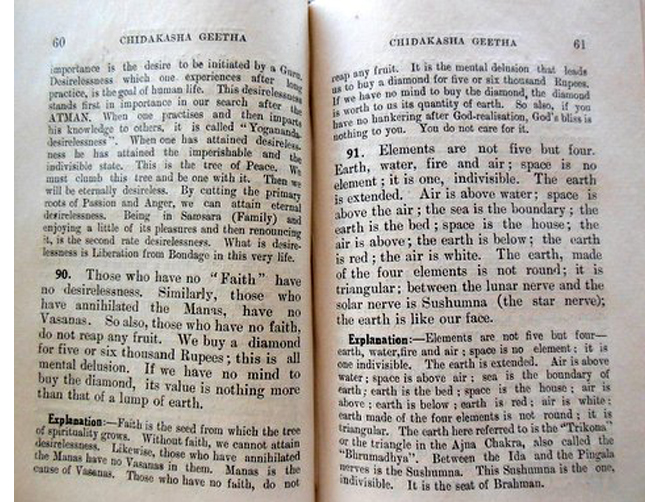 60 CHIDAKASHA GEETHA
importance is the desire to be initiated by a Guru.
Desirelessness which one experiences after long
practice, is the goal of human life. This desirelessness
stands first in importance in our search after the
ATMAN. When one practises and then imparts
his knowledge to others, it is called "Yogananda-
desirelessness". When one has attained desireless-
ness he has attained the imperishable and the
indivisible state. This is the tree of Peace. We
must clumb this tree and be one with it. Then we
will be eternally desireless. By cutting the primary
roots of Passion and Anger, we can attain eternal
desirelessness. Being in Samsara (Family) and
enjoying a little of its pleasures and then renouncing
it, is the second rate desirelessness. What is desire-
lessness is Liberation from Bondage in this very life.
90. Those who have no "Faith" have
no desirelessness. Similarly, those who
have annihilated the Manas, have no
Vasanas. So also, those who have no faith,
do not reap any fruit. We buy a diamond
for five or six thousand Rupees; this is all
mental delusion. If we have no mind to
buy the diamond, its value is nothing more
than that of a lump of earth.
Explanation:—Faith is the seed from which the tree
of spirituality grows. Without faith, we cannot attain
desirelessness. Likewise, those who have annihilated
the Manas have no Vasanas in them. Manas is the
cause of Vasanas. Those who have no faith, do not
CHIDAKASHA GEETHA 61
reap any fruit. It is the mental delusion that leads
us to buy a diamond for five or six thousand Rupees.
If we have no mind to buy the diamond, the diamond
is worth to us its quantity of earth. So also, if you
have no hankering after God-realisation, God's bliss is
nothing to you. You do not care for it.
91. Elements are not five but four.
Earth, water, fire and air; space is no
element; it is one, indivisible. The earth
is extended. Air is above water; space is
above the air; the sea is the boundary; the
earth is the bed; space is the house; the
air is above; the earth is below; the earth
is red; the air is white. The earth, made
of the four elements is not round; it is
triangular; between the lunar nerve and the
solar nerve is Sushumna (the star nerve);
the earth is like our face.
Explanation:—Elements are not five but four—
earth, water, fire and air; space is no element; it is
one indivisible. The earth is extended. Air is above
water; space is above air; sea is the boundary of
earth; earth is the bed; space is the house; air is
above; earth is below; earth is red; air is white;
earth made of the four elements is not round; it is
triangular. The earth here referred to is the "Trikona"
or the triangle in the Ajna Chakra, also called the
"Bhrumadhya". Between the Ida and the Pingala
nerves is the Sushumna. This Sushumna is the one,
indivisible. It is the seat of Brahman.